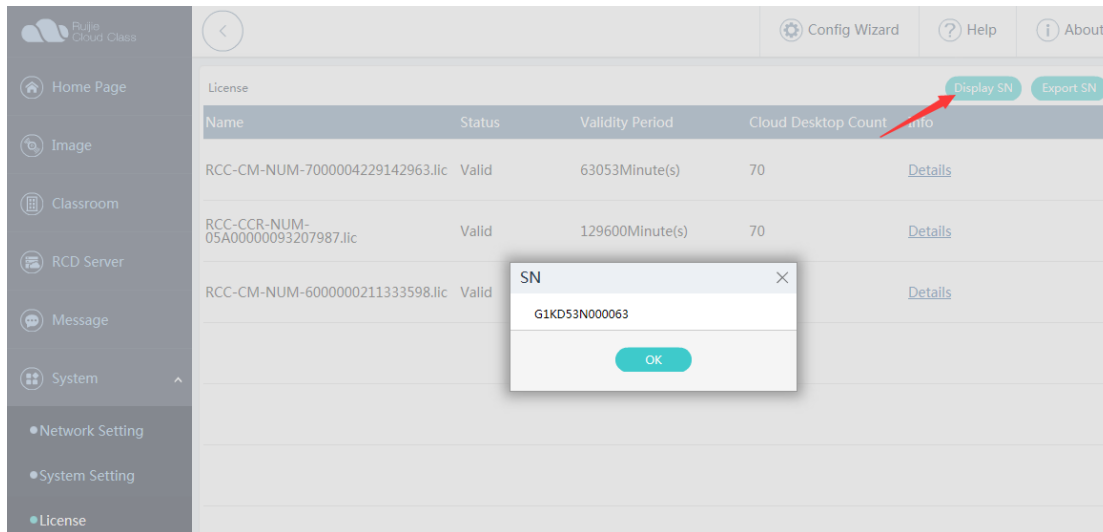 Ruijie
Cloud Class
Config Wizard
Help
About
Home Page
Image
Classroom
RCD Server
Message
System
Network Setting
System Setting
License
License
Display SN
Export SN
Name Status Validity Period Cloud Desktop Count Info
RCC-CM-NUM-7000004229142963.lic Valid 63053Minute(s) 70 Details
RCC-CCR-NUM-
05A00000093207987.lic Valid 129600Minute(s) 70 Details
RCC-CM-NUM-6000000211333598.lic Valid Details
SN
G1KD53N000063
OK